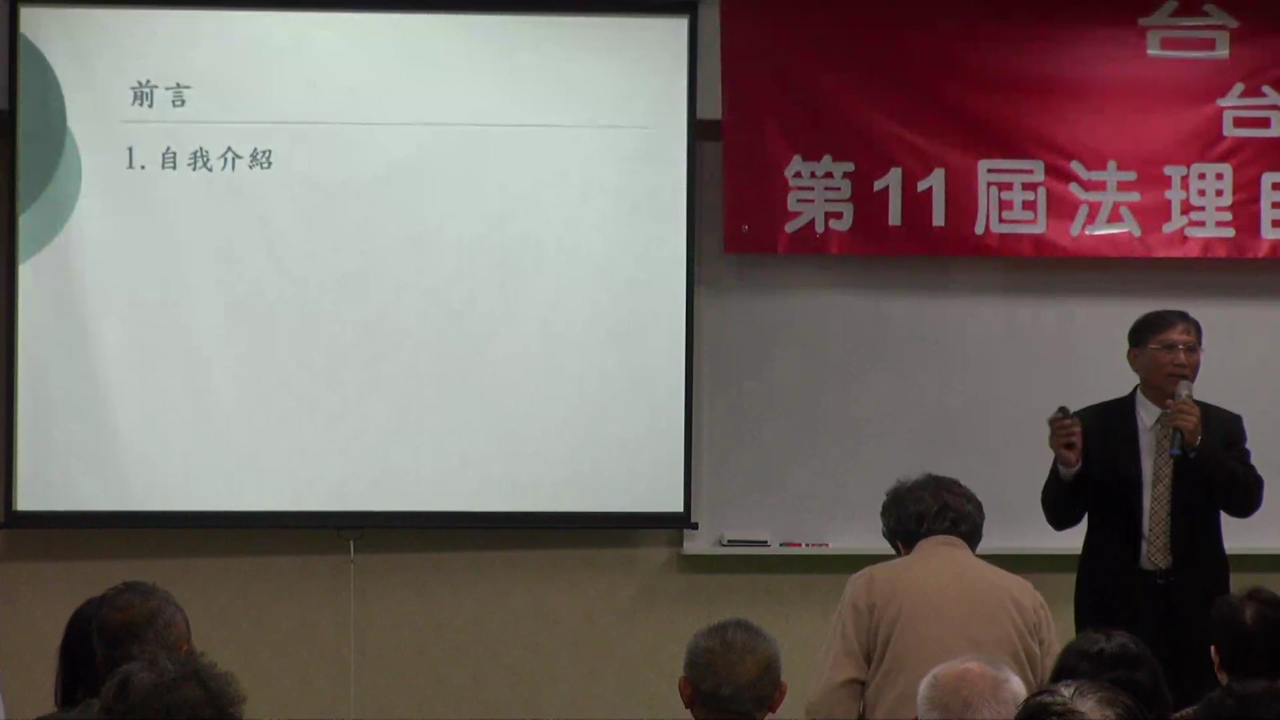 前言
1. 自我介紹
台
台
第11屆法理